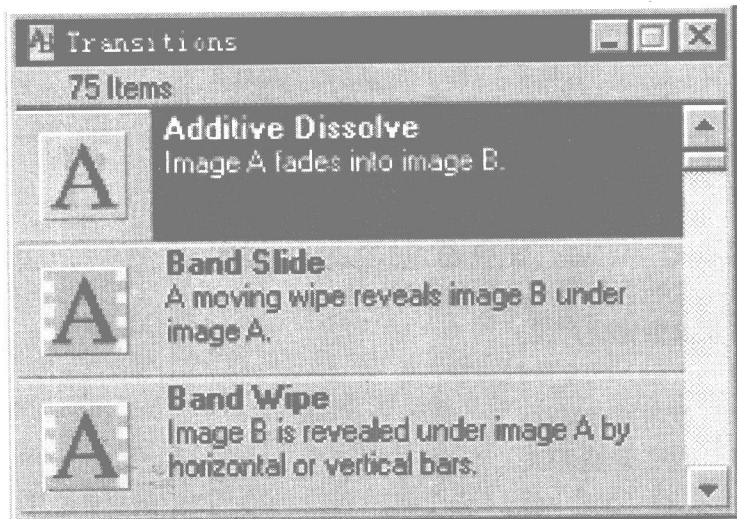 Transitions
75 Items
A
Additive Dissolve
Image A fades into image B.
A
Band Slide
A moving wipe reveals image B under
image A.
A
Band Wipe
Image B is revealed under image A by
horizontal or vertical bars.